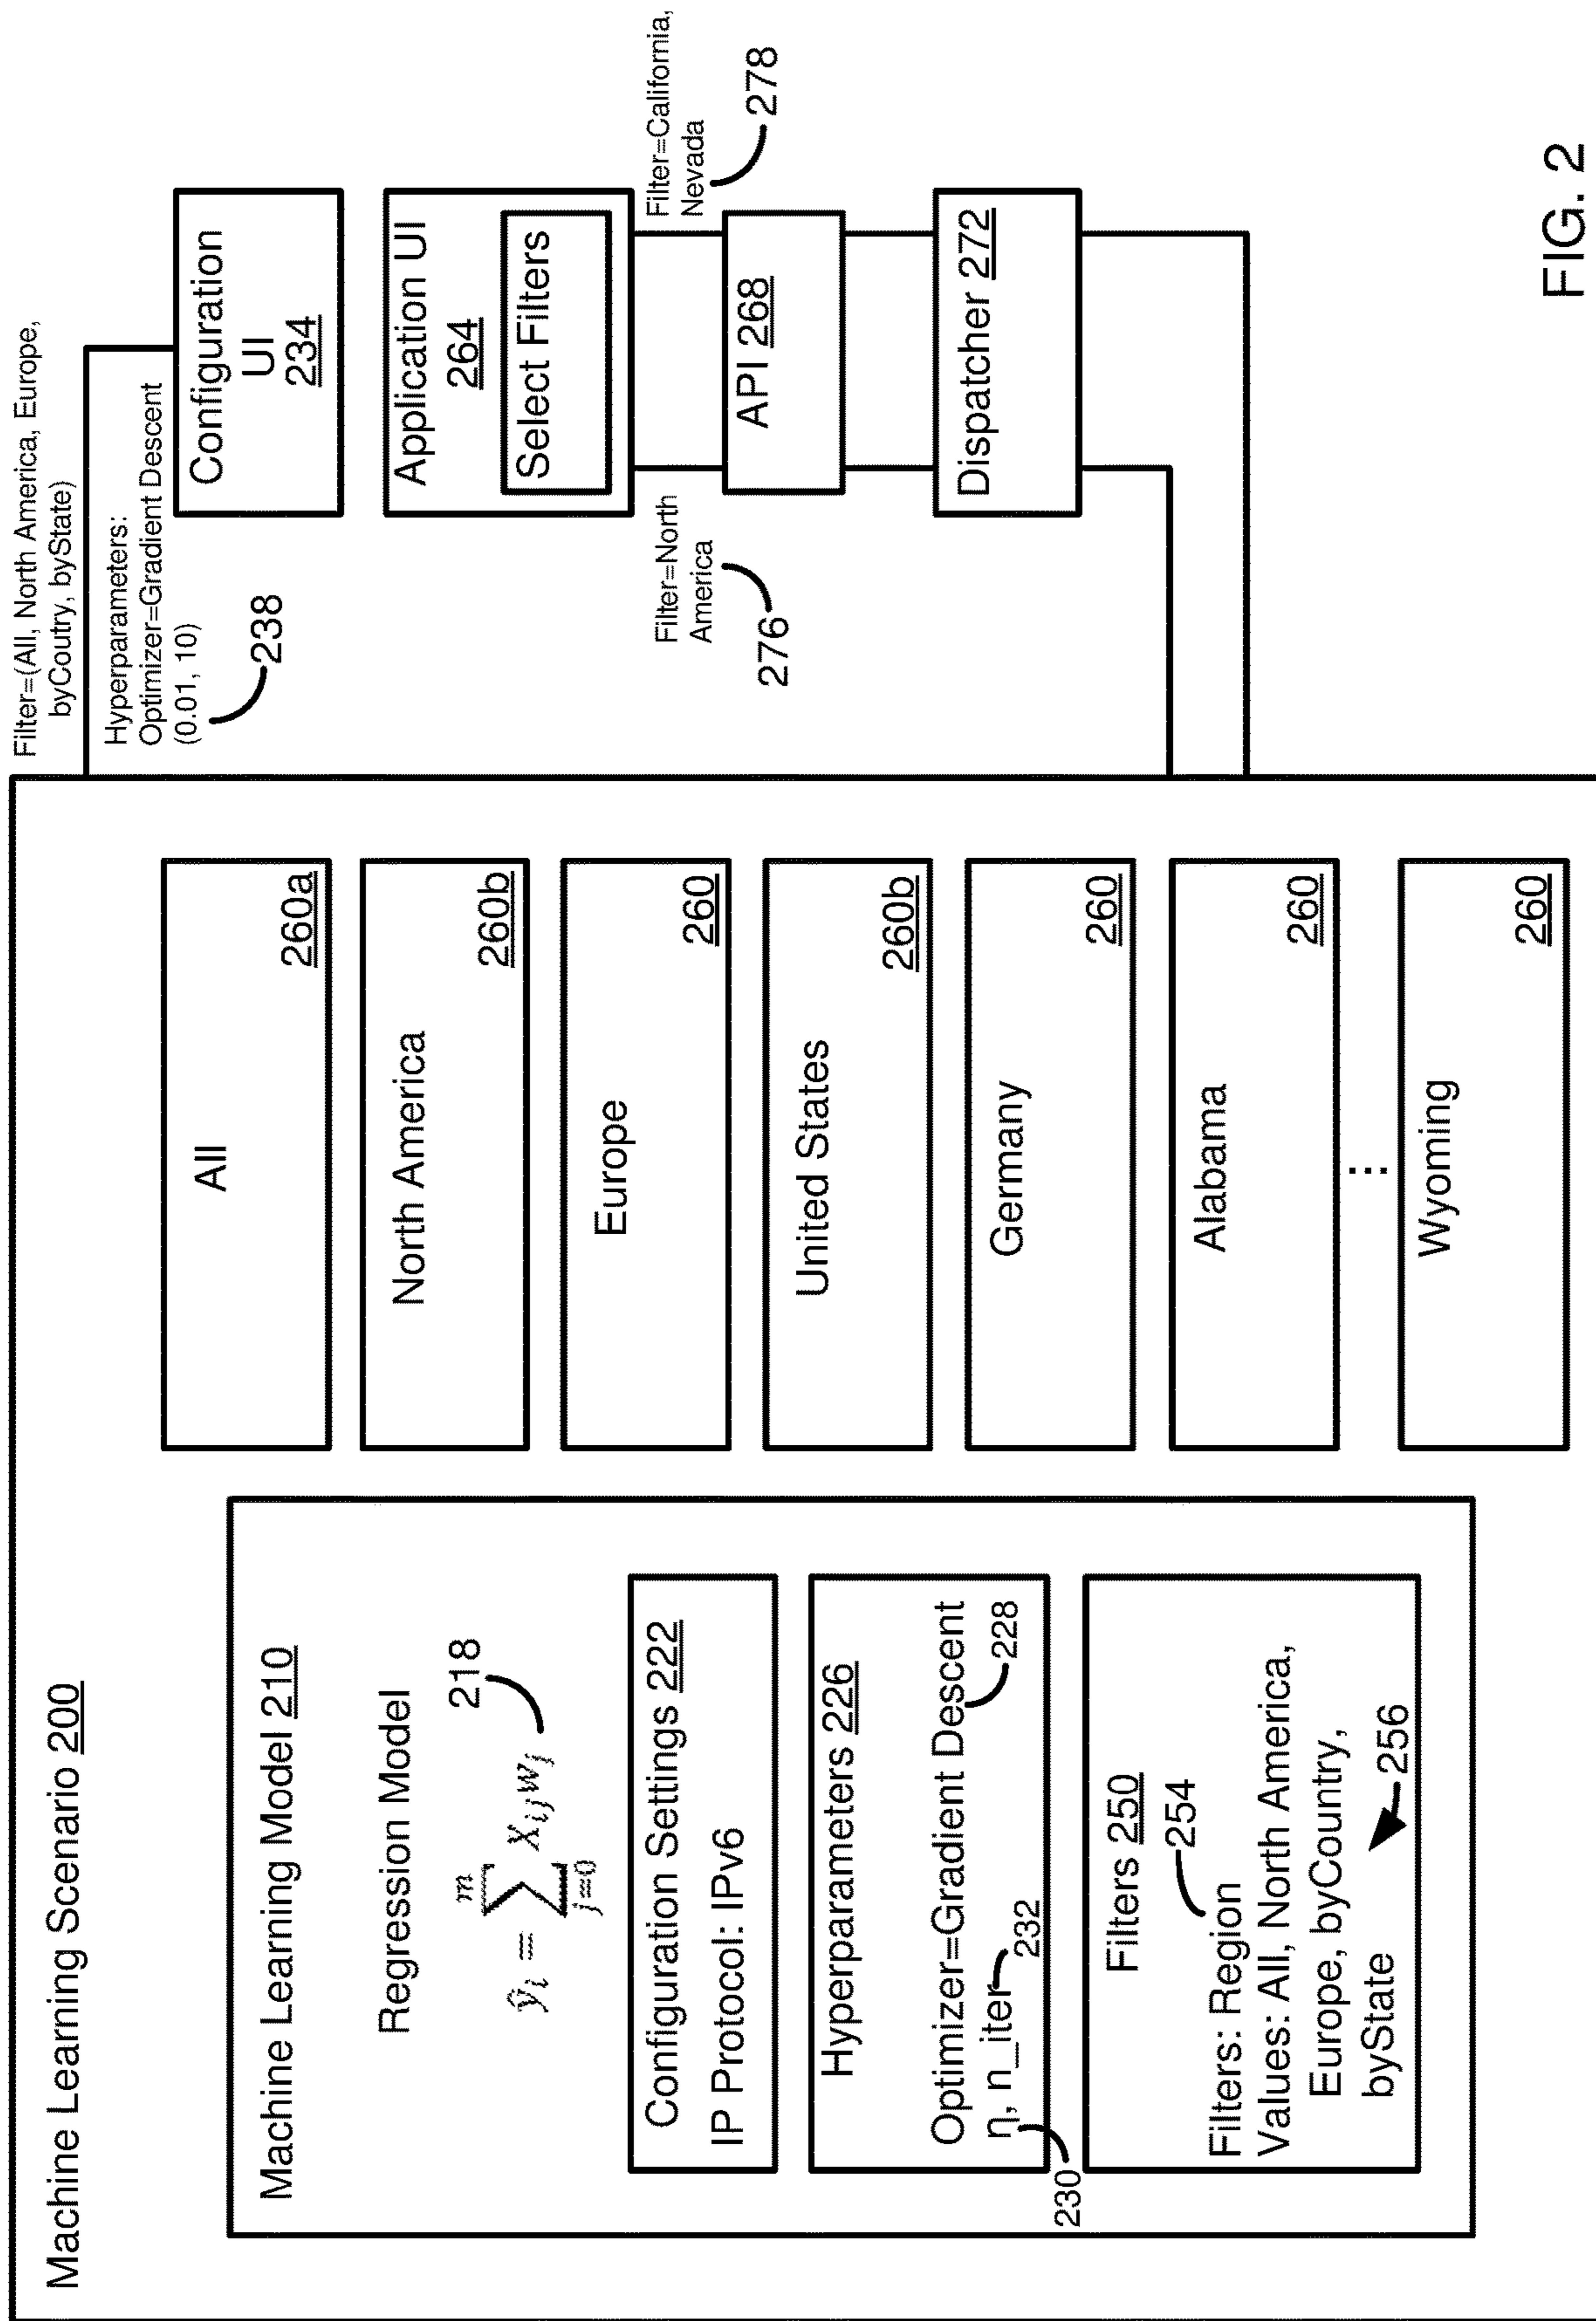 Machine Learning Scenario 200
Machine Learning Model 210
Regression Model
218
ŷᵢ = ∑ Xᵢⱼwⱼ
m
j=0
Configuration Settings 222
IP Protocol: IPv6
Hyperparameters 226
Optimizer=Gradient Descent
η, n_iter
228
230
232
Filters 250
254
Filters: Region
Values: All, North America,
Europe, byCountry,
byState
256
All
260a
North America
260b
Europe
260
United States
260b
Germany
260
Alabama
260
...
Wyoming
260
Filter=(All, North America, Europe,
byCoutry, byState)
Hyperparameters:
Optimizer=Gradient Descent
(0.01, 10)
238
Configuration
UI
234
Application UI
264
Select Filters
Filter=North
America
276
Filter=California,
Nevada
278
API 268
Dispatcher 272
FIG. 2